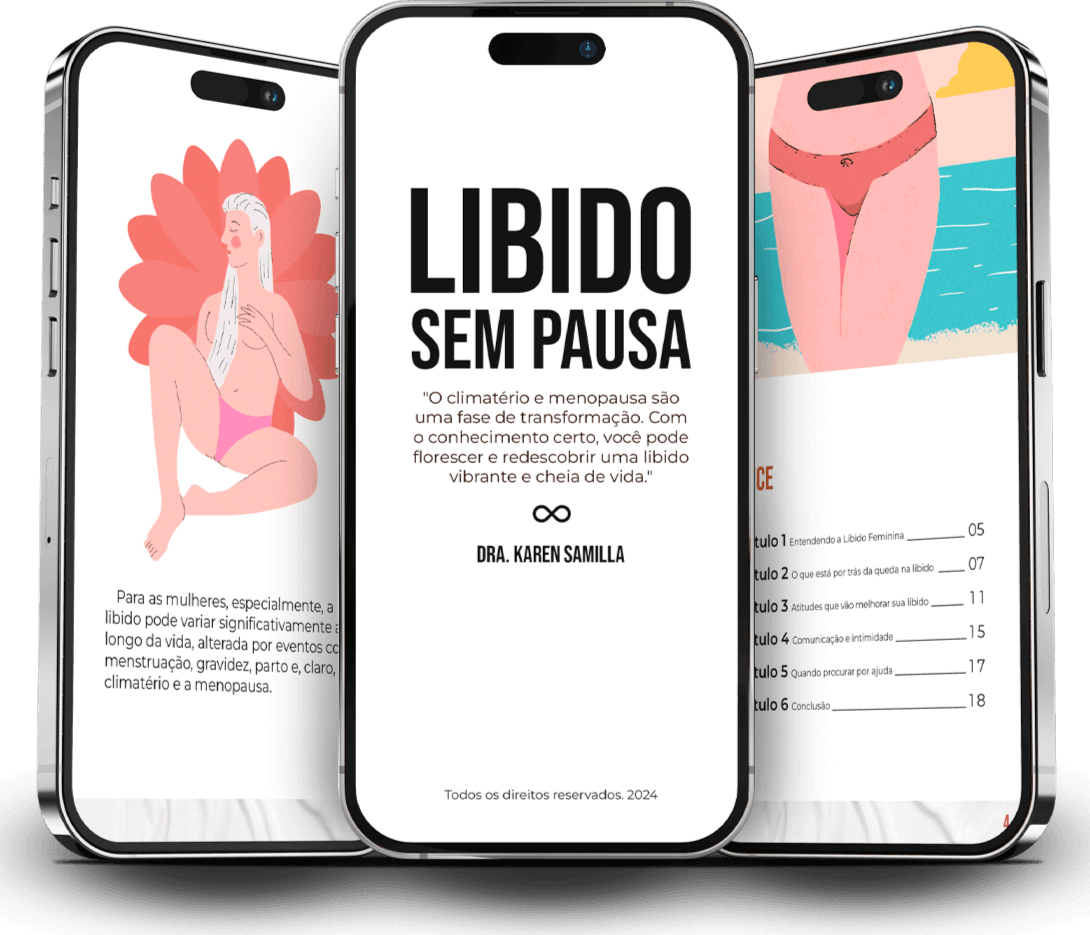 Para as mulheres, especialmente, a
libido pode variar significativamente
longo da vida, alterada por eventos
menstruação, gravidez, parto e, claro,
climatério e a menopausa.
LIBIDO
SEM PAUSA
"O climatério e menopausa são
uma fase de transformação. Com
o conhecimento certo, você pode
florescer e redescobrir uma libido
vibrante e cheia de vida."
DRA. KAREN SAMILLA
Todos os direitos reservados. 2024
CE
tulo 1 Entendendo a Libido Feminina 05
tulo 2 O que está por trás da queda na libido 07
tulo 3 Atitudes que vão melhorar sua libido 11
tulo 4 Comunicação e intimidade 15
tulo 5 Quando procurar por ajuda 17
tulo 6 Conclusão 18
4